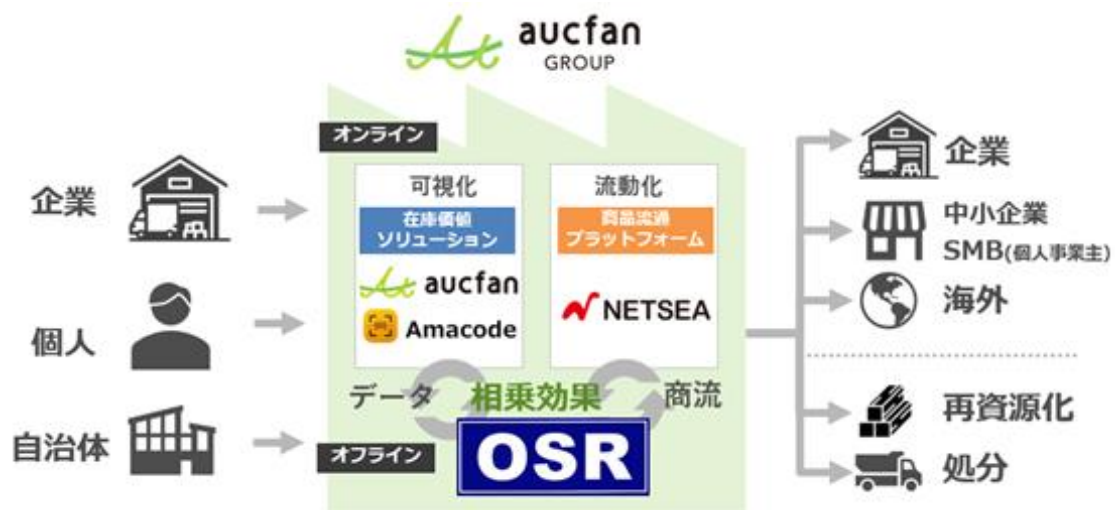 aucfan
GROUP
オンライン
企業
個人
自治体
可視化
在庫価値
ソリューション
aucfan
Amacode
流動化
商品流通
プラットフォーム
NETSEA
データ
相乗効果
商流
オフライン
OSR
企業
中小企業
SMB(個人事業主)
海外
再資源化
処分